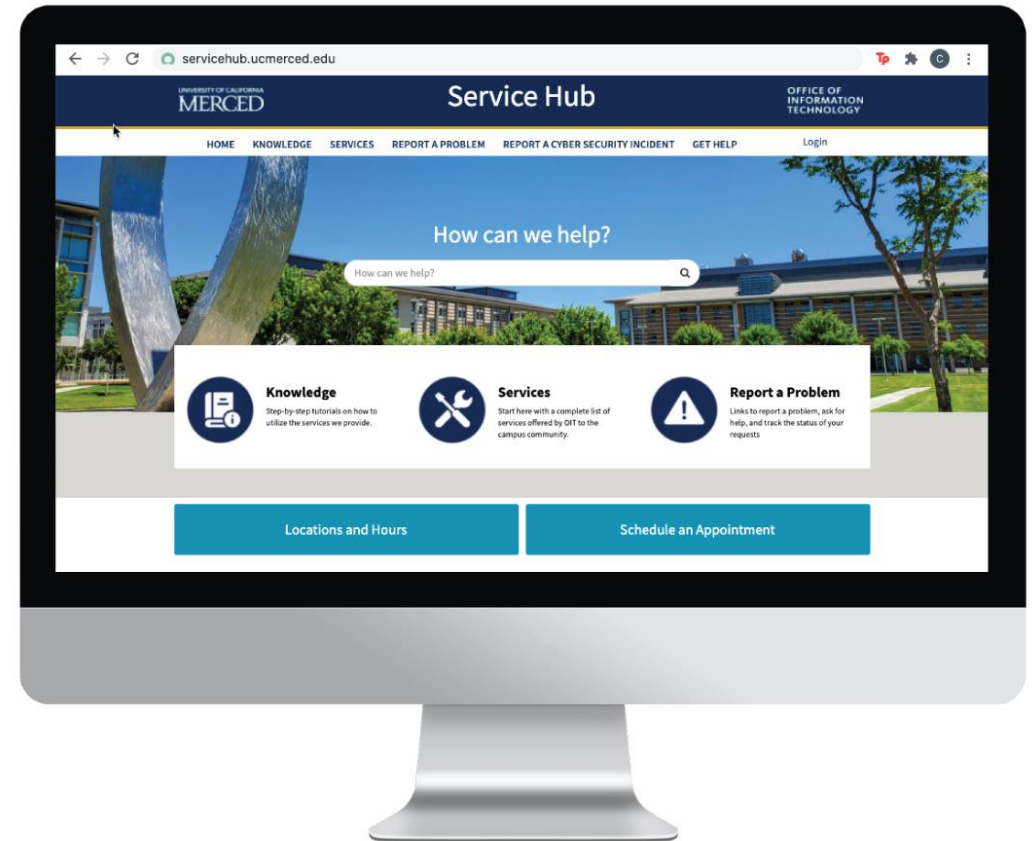 servicehub.ucmerced.edu
Tp
C
UNIVERSITY OF CALIFORNIA
MERCED
Service Hub
OFFICE OF
INFORMATION
TECHNOLOGY
HOME KNOWLEDGE SERVICES REPORT A PROBLEM REPORT A CYBER SECURITY INCIDENT GET HELP Login
How can we help?
How can we help?
Knowledge
Step-by-step tutorials on how to
utilize the services we provide.
Services
Start here with a complete list of
services offered by OIT to the
campus community.
Report a Problem
Links to report a problem, ask for
help, and track the status of your
requests
Locations and Hours
Schedule an Appointment